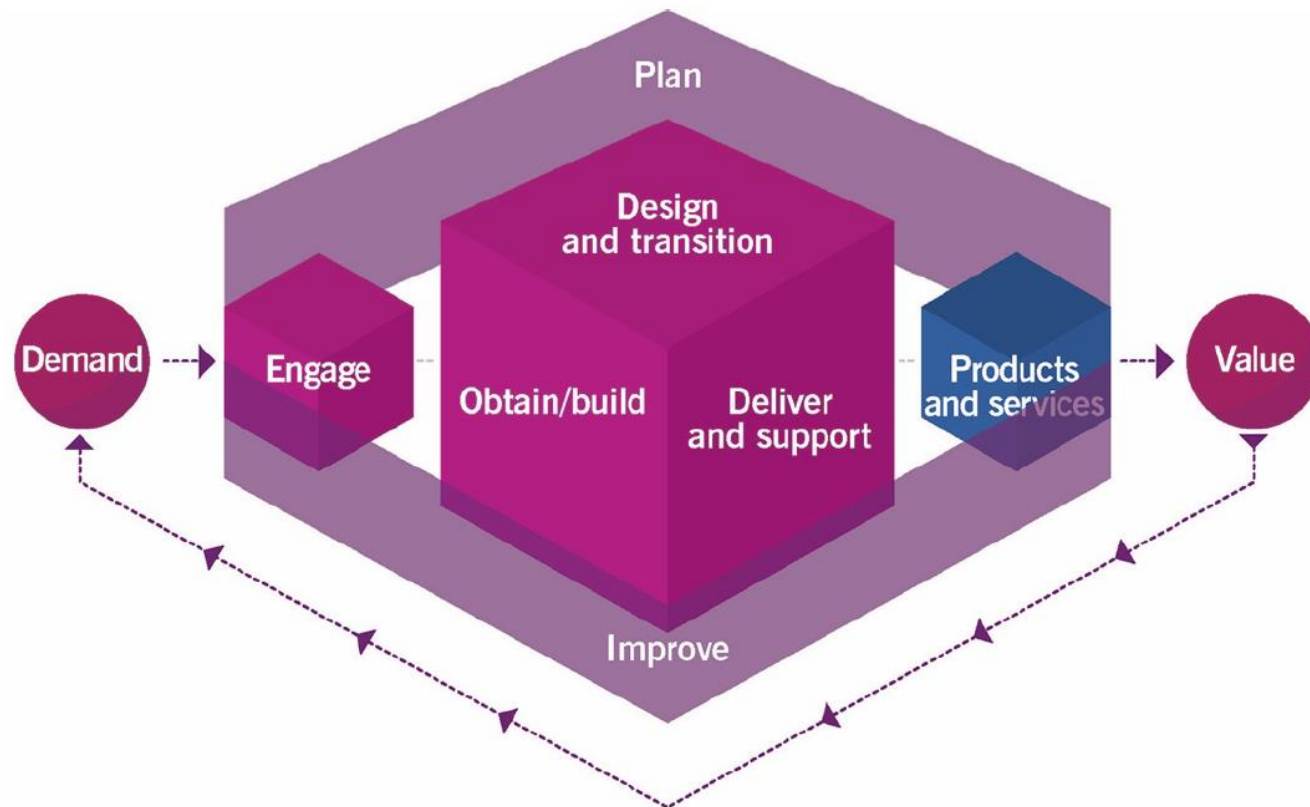 Plan
Design
and transition
Demand
Engage
Obtain/build
Deliver
and support
Products
and services
Value
Improve